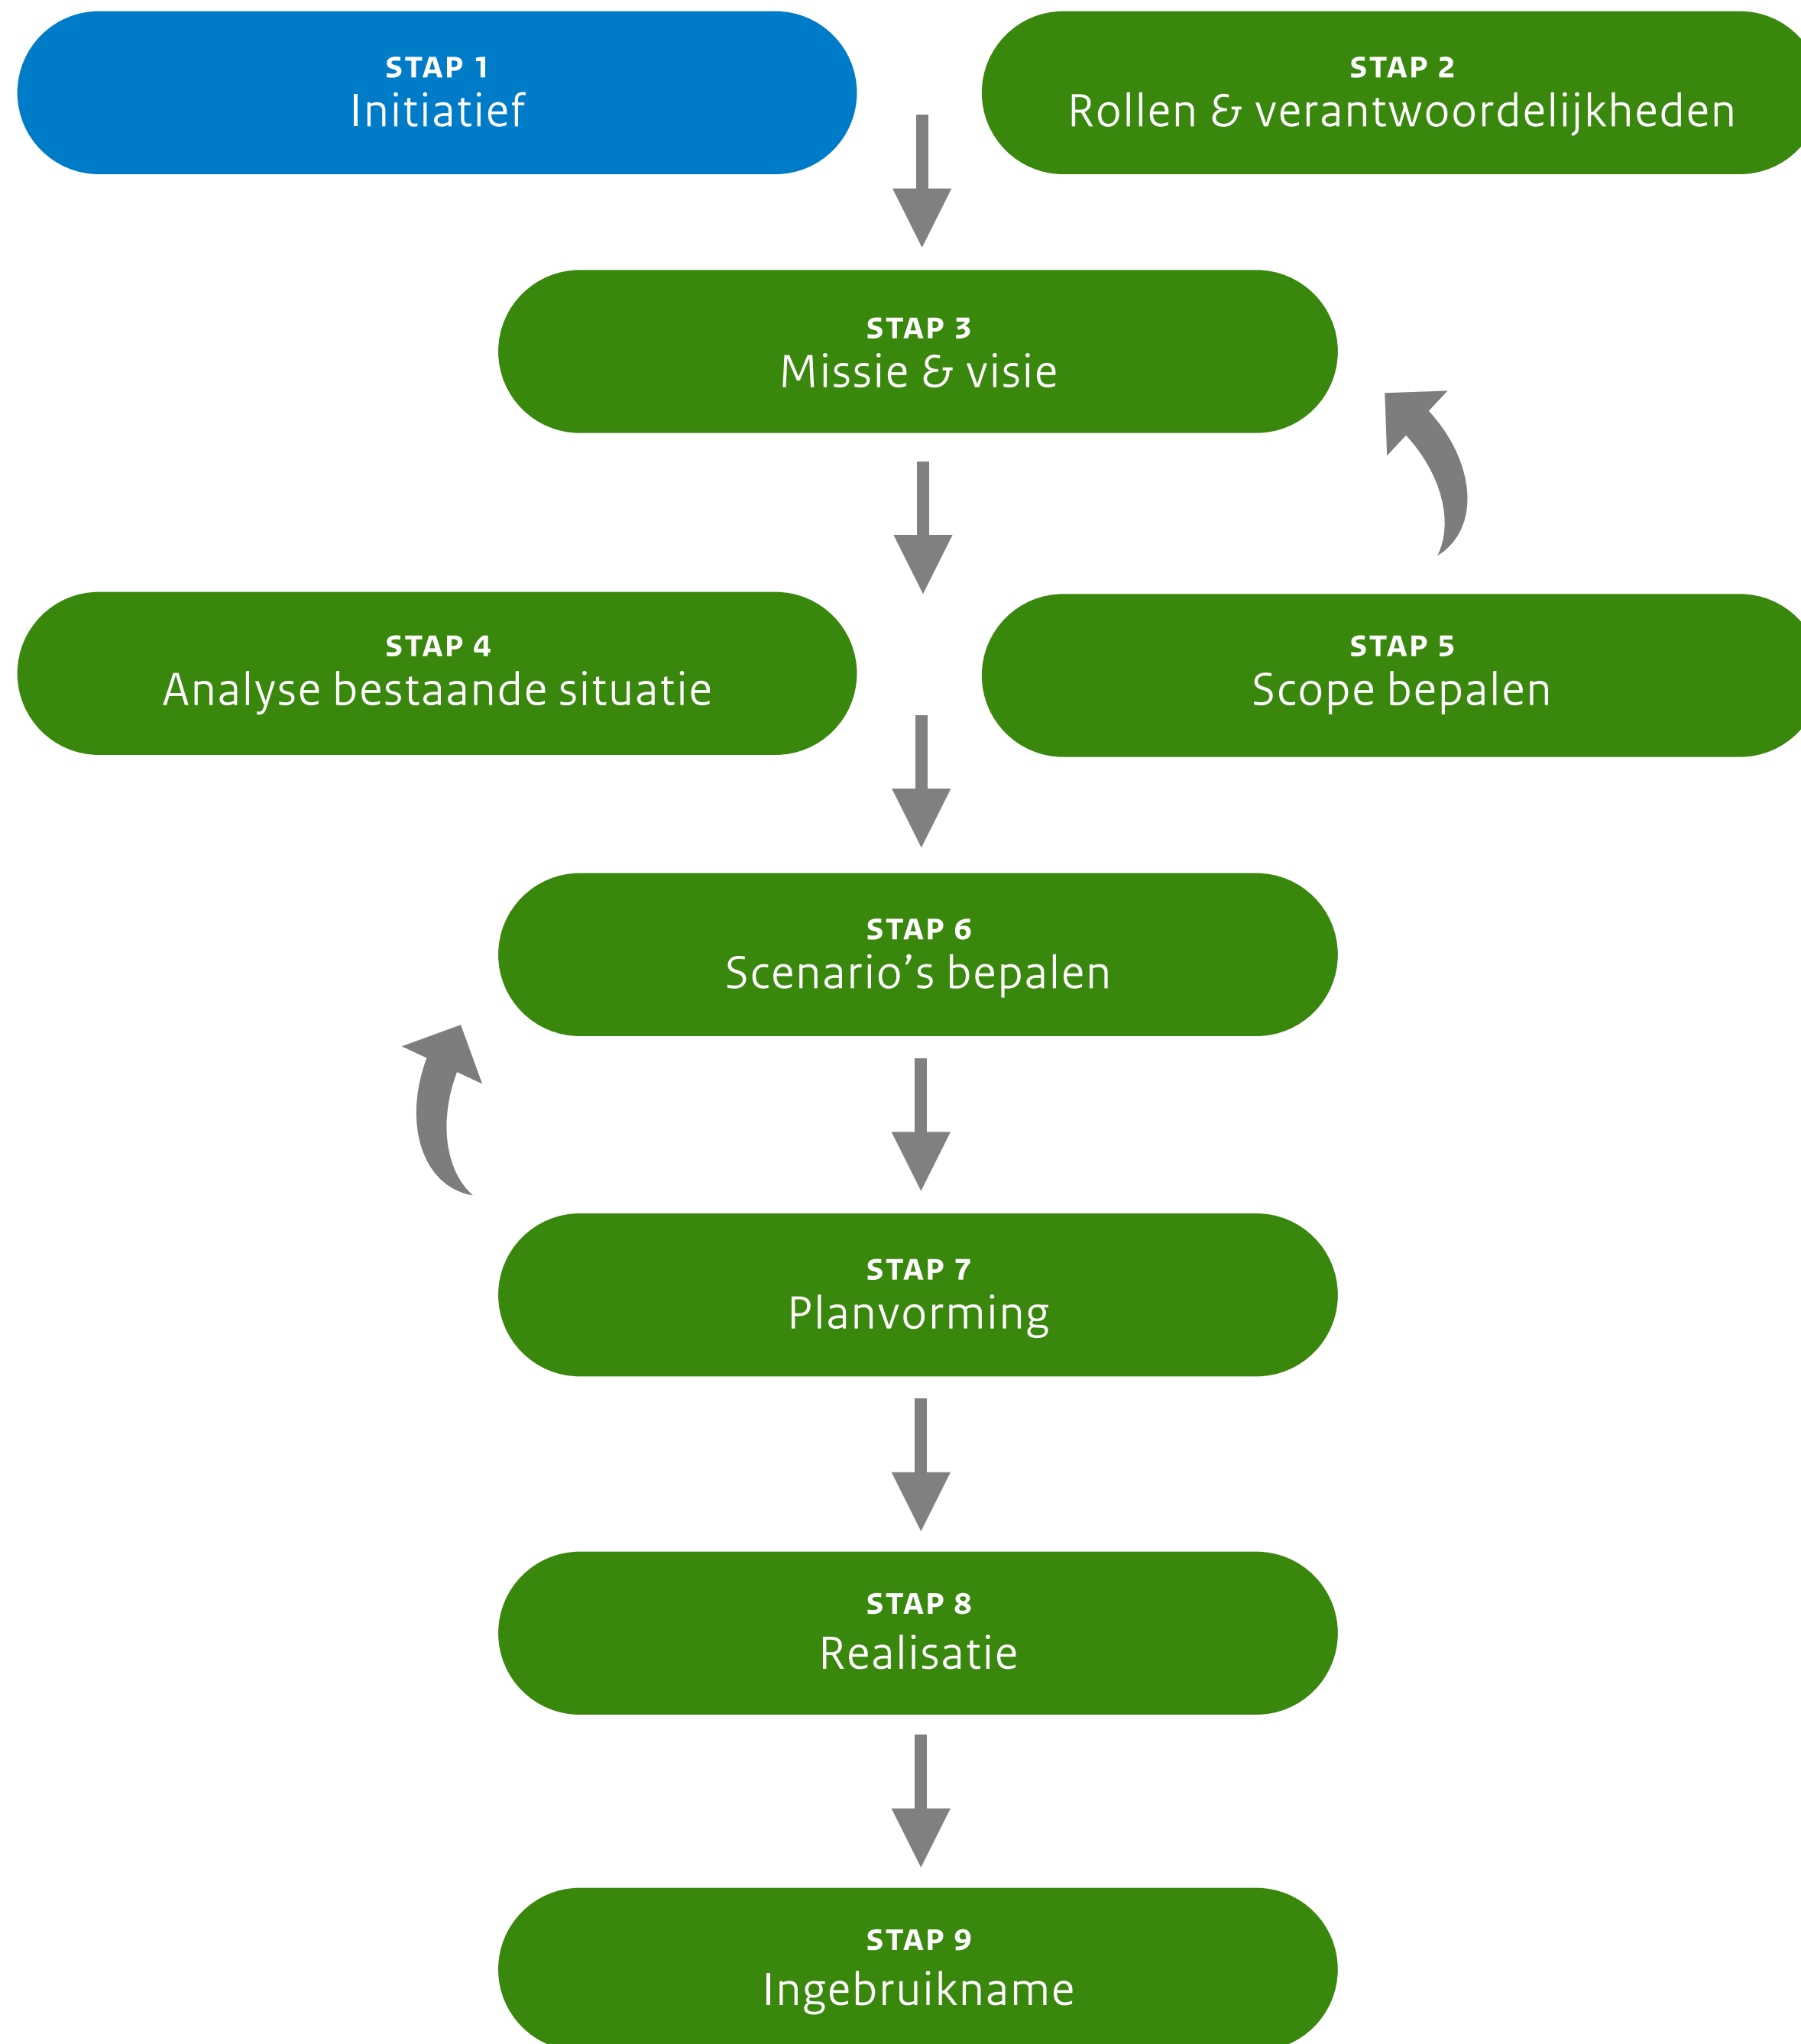 STAP 1
Initiatief
STAP 2
Rollen & verantwoordelijkheden
STAP 3
Missie & visie
STAP 4
Analyse bestaande situatie
STAP 5
Scope bepalen
STAP 6
Scenario’s bepalen
STAP 7
Planvorming
STAP 8
Realisatie
STAP 9
Ingebruikname